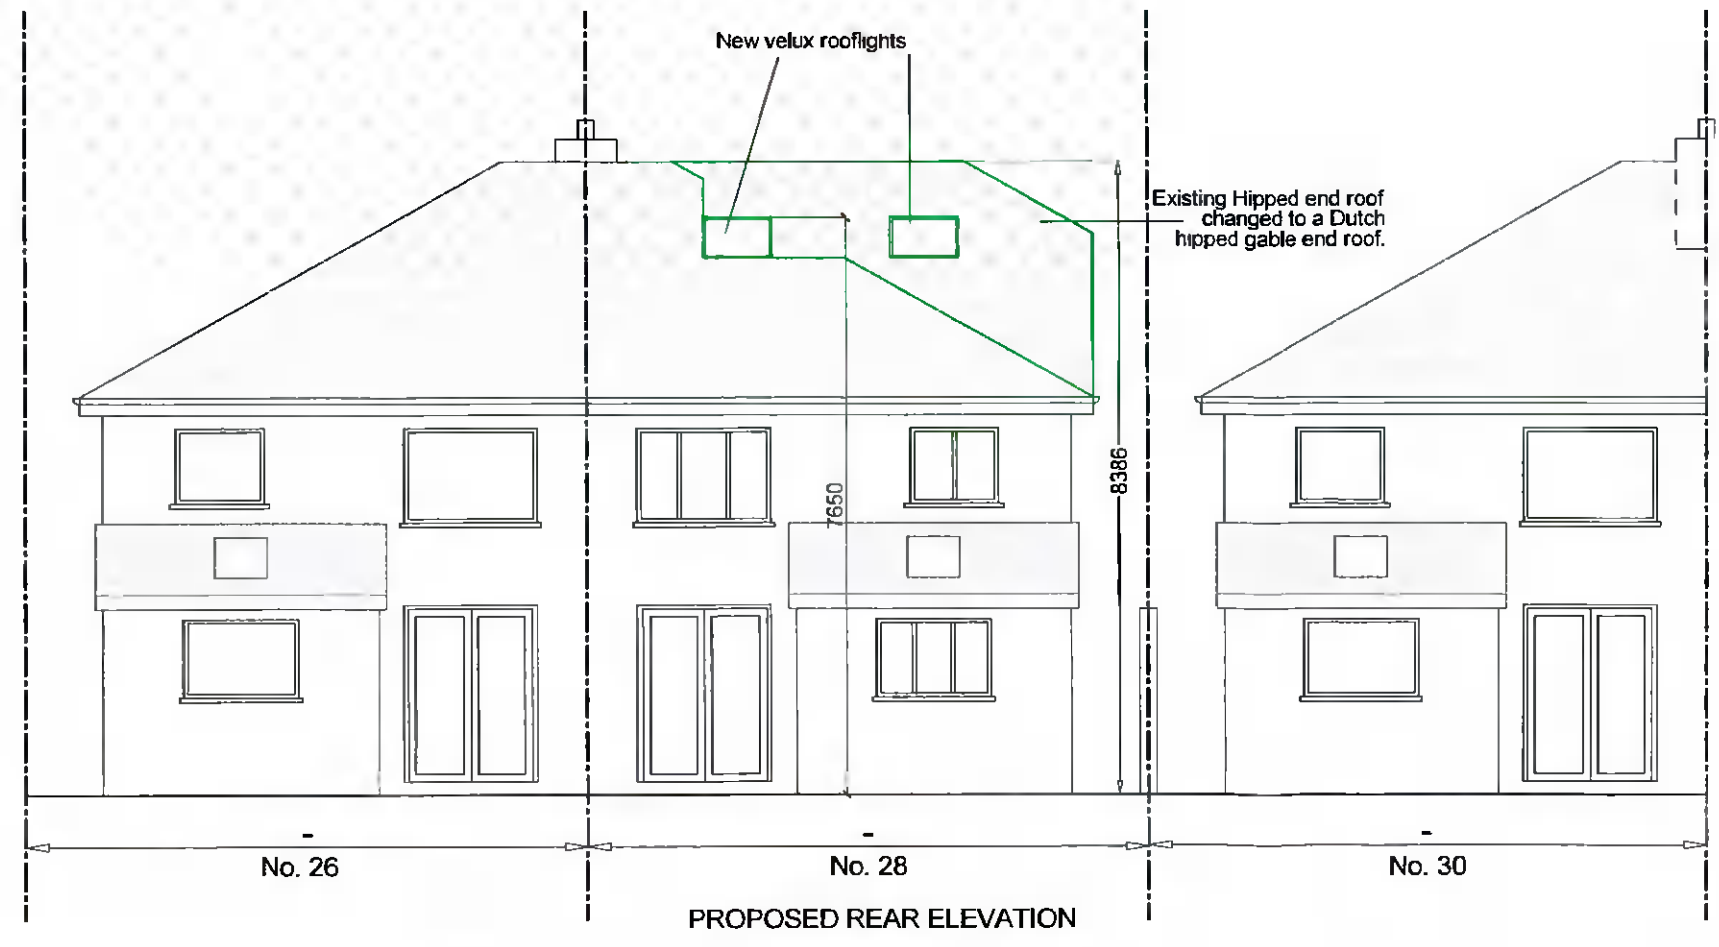 New velux rooflights
Existing Hipped end roof
changed to a Dutch
hipped gable end roof.
7650
8386
-
-
-
No. 26
No. 28
No. 30
PROPOSED REAR ELEVATION